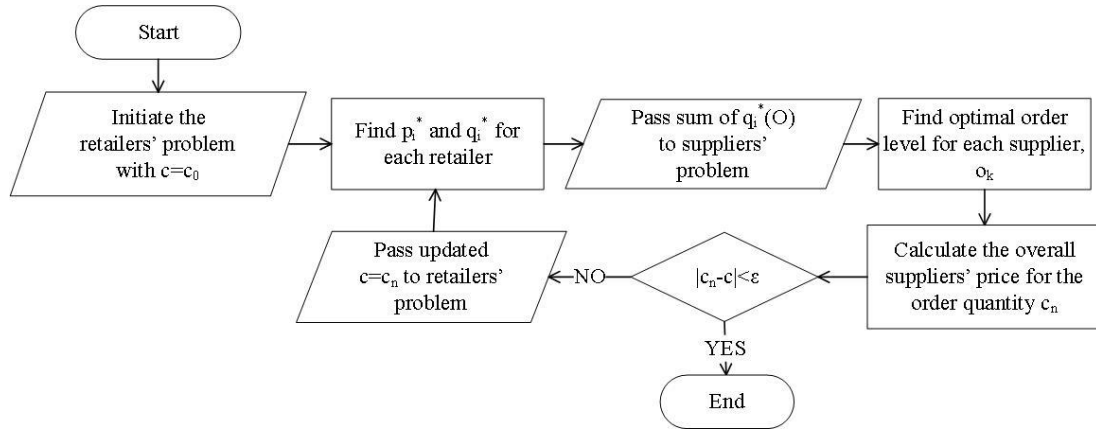 Start
Initiate the
retailers' problem
with c=c₀
Find pᵢ* and qᵢ* for
each retailer
Pass sum of qᵢ*(O)
to suppliers'
problem
Find optimal order
level for each supplier,
oₖ
Calculate the overall
suppliers' price for the
order quantity cₙ
|cₙ-c|<ε
NO
Pass updated
c=cₙ to retailers'
problem
YES
End